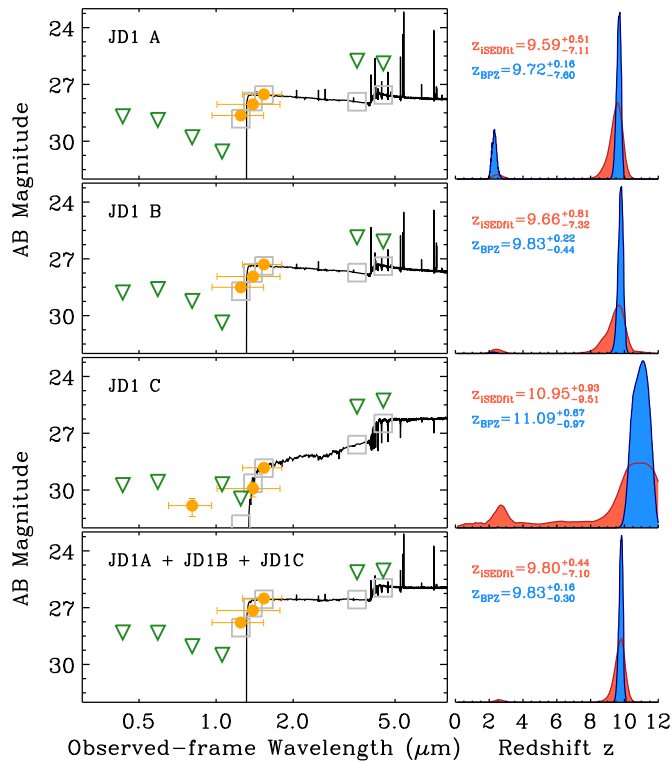 JD1 A
24
27
30
AB Magnitude
z_iSEDfit=9.59+0.51-7.11
z_BPZ=9.72+0.16-7.60
JD1 B
24
27
30
z_iSEDfit=9.66+0.81-7.32
z_BPZ=9.83+0.22-0.44
JD1 C
24
27
30
AB Magnitude
z_iSEDfit=10.95+0.93-9.51
z_BPZ=11.09+0.67-0.97
JD1A + JD1B + JD1C
24
27
30
z_iSEDfit=9.80+0.44-7.10
z_BPZ=9.83+0.16-0.30
0.5 1.0 2.0 5.0
0 2 4 6 8 10 12
Observed-frame Wavelength (μm)
Redshift z